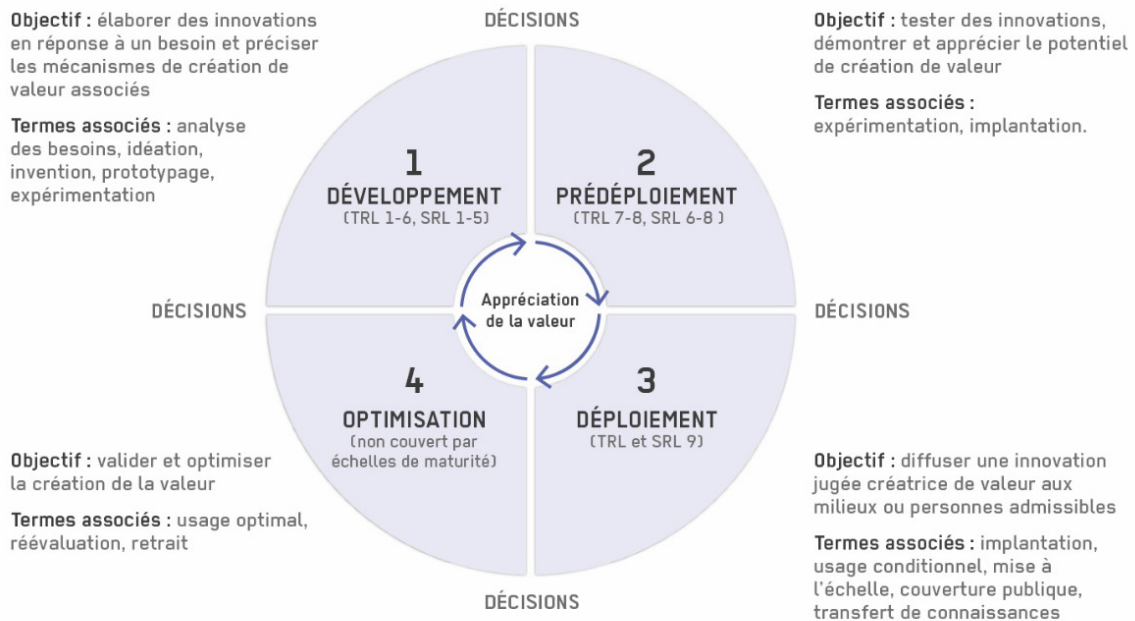 DÉCISIONS
Objectif : élaborer des innovations
en réponse à un besoin et préciser
les mécanismes de création de
valeur associés
Termes associés : analyse
des besoins, idéation,
invention, prototypage,
expérimentation
Objectif : tester des innovations,
démontrer et apprécier le potentiel
de création de valeur
Termes associés :
expérimentation, implantation.
1
DÉVELOPPEMENT
(TRL 1-6, SRL 1-5)
2
PRÉDÉPLOIEMENT
(TRL 7-8, SRL 6-8 )
DÉCISIONS
Appréciation
de la valeur
DÉCISIONS
4
OPTIMISATION
(non couvert par
échelles de maturité)
3
DÉPLOIEMENT
(TRL et SRL 9)
Objectif : valider et optimiser
la création de la valeur
Termes associés : usage optimal,
réévaluation, retrait
Objectif : diffuser une innovation
jugée créatrice de valeur aux
milieux ou personnes admissibles
Termes associés : implantation,
usage conditionnel, mise à
l'échelle, couverture publique,
transfert de connaissances
DÉCISIONS